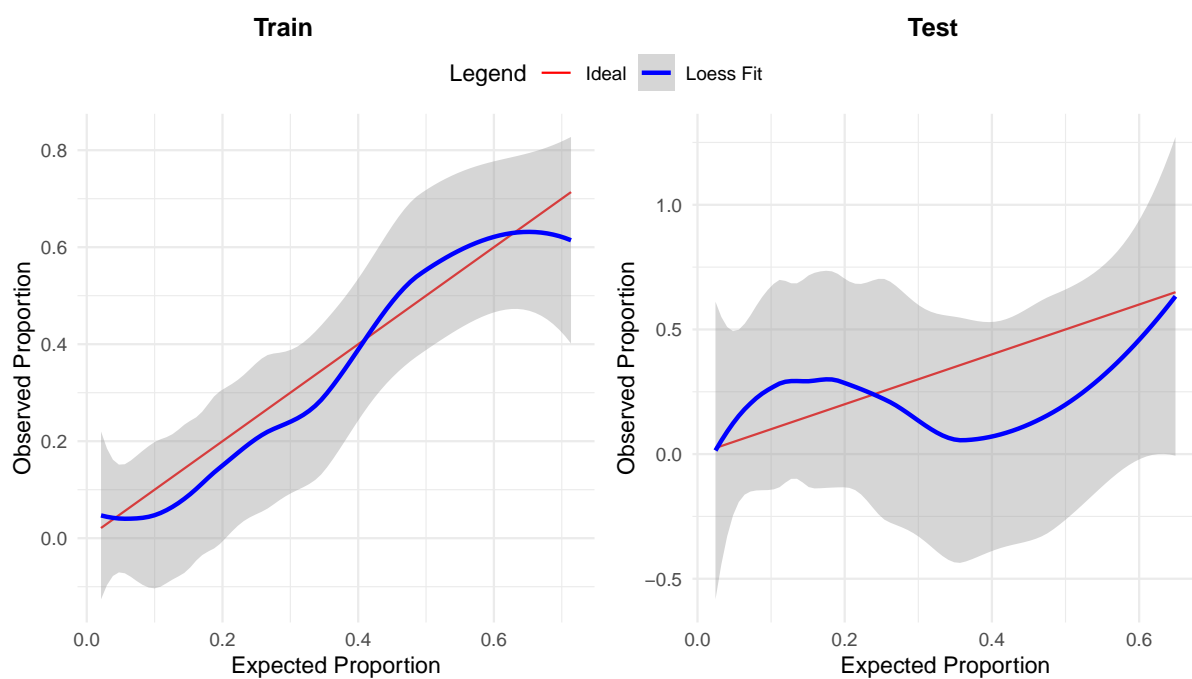 Train
Test
Legend Ideal Loess Fit
Observed Proportion
0.8
0.6
0.4
0.2
0.0
0.0 0.2 0.4 0.6
Expected Proportion
Observed Proportion
1.0
0.5
0.0
−0.5
0.0 0.2 0.4 0.6
Expected Proportion